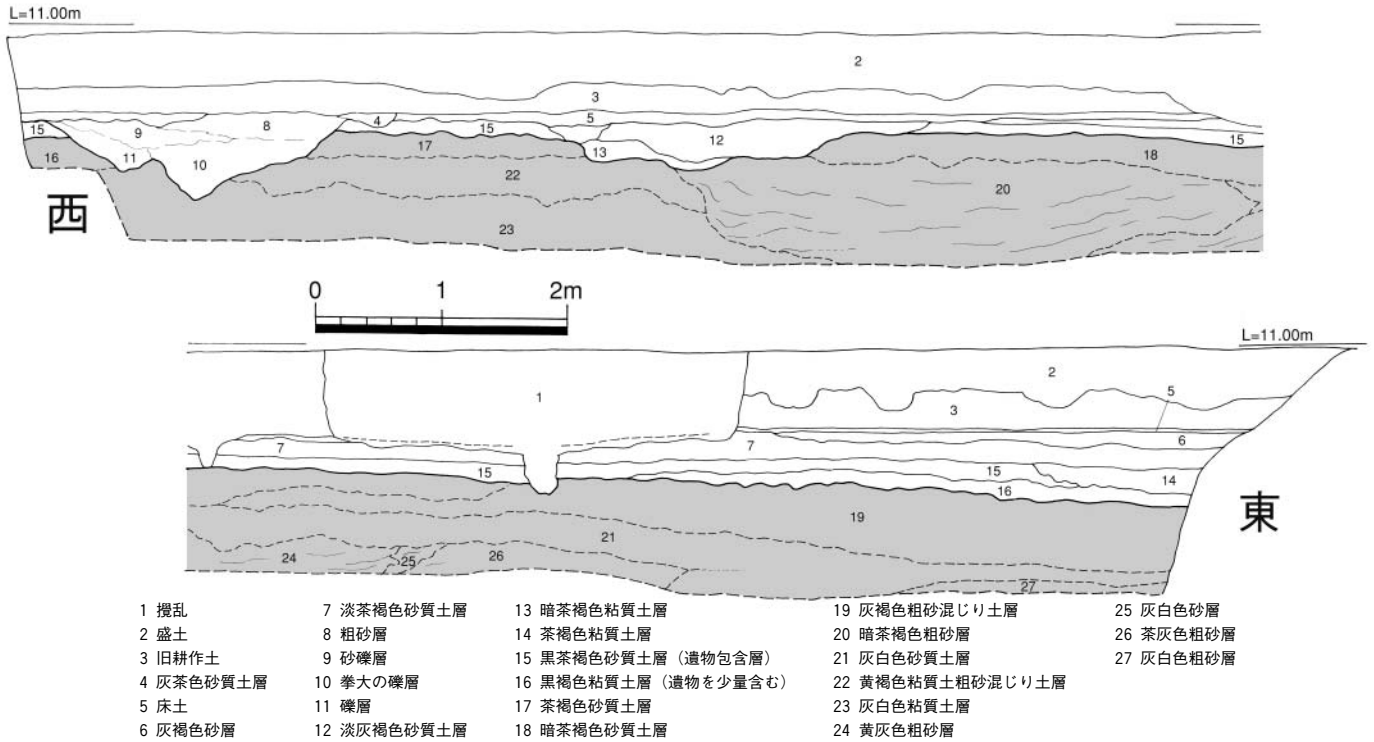 L=11.00m
2
3
4
5
15
9
8
15
12
15
16
11
10
17
13
18
22
20
23
西
0 1 2m
L=11.00m
2
5
1
3
6
7
7
15
15
14
16
19
東
21
24
25
26
27
1 攪乱
2 盛土
3 旧耕作土
4 灰茶色砂質土層
5 床土
6 灰褐色砂層
7 淡茶褐色砂質土層
8 粗砂層
9 砂礫層
10 拳大の礫層
11 礫層
12 淡灰褐色砂質土層
13 暗茶褐色粘質土層
14 茶褐色粘質土層
15 黒茶褐色砂質土層（遺物包含層）
16 黒褐色粘質土層（遺物を少量含む）
17 茶褐色砂質土層
18 暗茶褐色砂質土層
19 灰褐色粗砂混じり土層
20 暗茶褐色粗砂層
21 灰白色砂質土層
22 黄褐色粘質土粗砂混じり土層
23 灰白色粘質土層
24 黄灰色粗砂層
25 灰白色砂層
26 茶灰色粗砂層
27 灰白色粗砂層